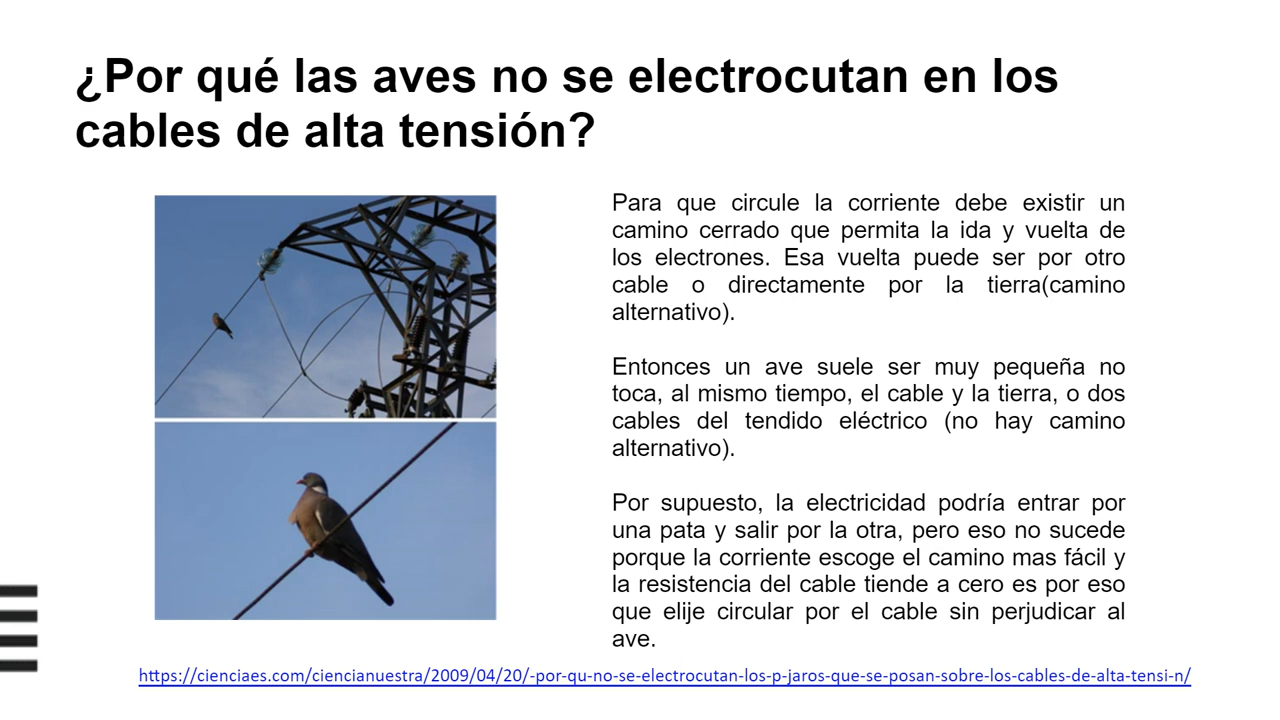 ¿Por qué las aves no se electrocutan en los
cables de alta tensión?
Para que circule la corriente debe existir un
camino cerrado que permita la ida y vuelta de
los electrones. Esa vuelta puede ser por otro
cable o directamente por la tierra(camino
alternativo).
Entonces un ave suele ser muy pequeña no
toca, al mismo tiempo, el cable y la tierra, o dos
cables del tendido eléctrico (no hay camino
alternativo).
Por supuesto, la electricidad podría entrar por
una pata y salir por la otra, pero eso no sucede
porque la corriente escoge el camino mas fácil y
la resistencia del cable tiende a cero es por eso
que elije circular por el cable sin perjudicar al
ave.
https://cienciaes.com/ciencianuestra/2009/04/20/-por-qu-no-se-electrocutan-los-p-jaros-que-se-posan-sobre-los-cables-de-alta-tensi-n/